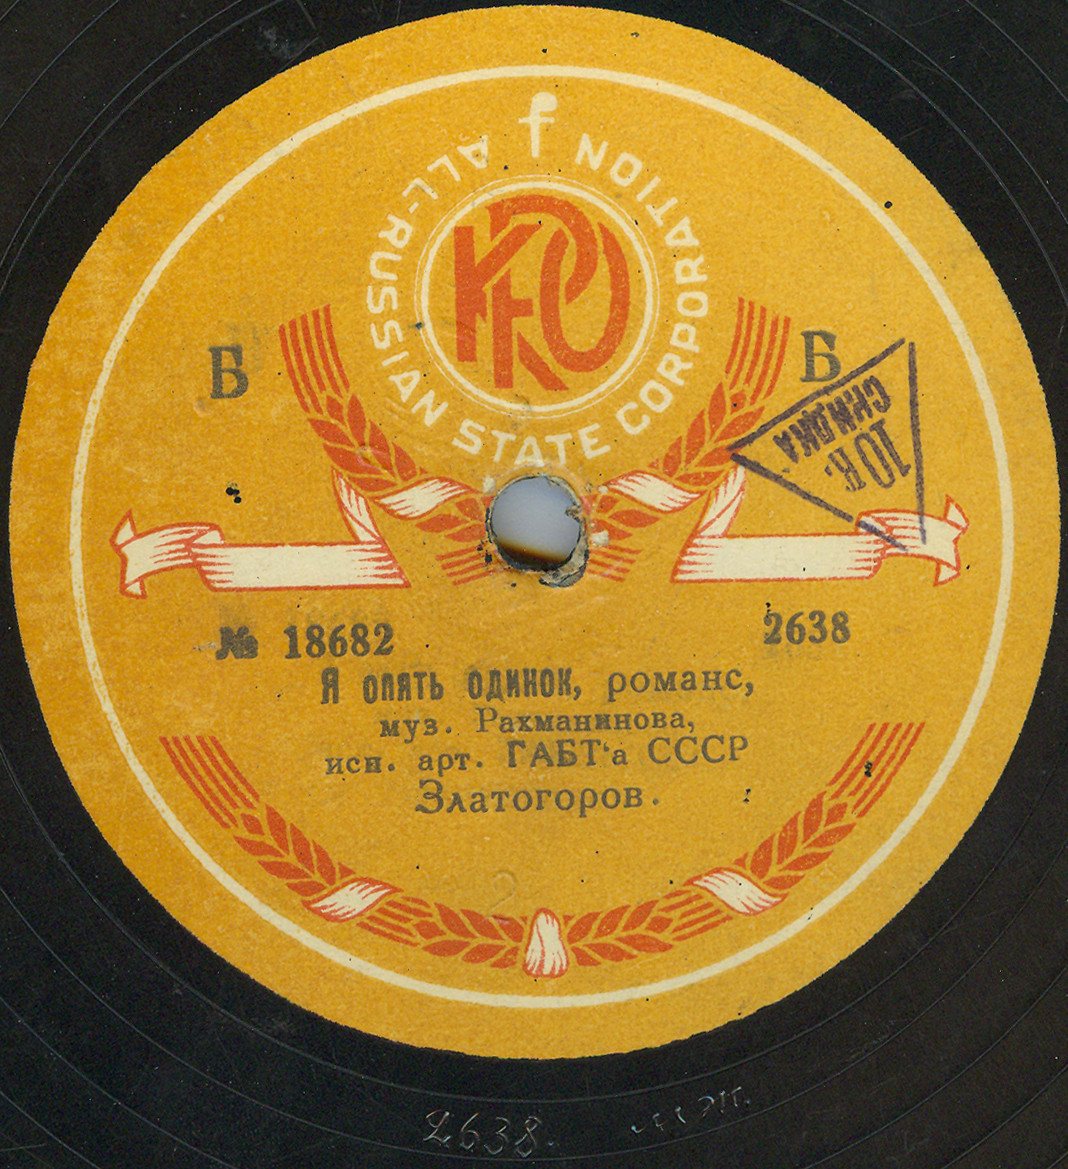 f
ALL-RUSSIAN STATE CORPORATION
Б Б
10 к.
СКИДКА
№ 18682 2638
Я ОПЯТЬ ОДИНОК, романс,
муз. Рахманинова,
исп. арт. ГАБТ‘а СССР
Златогоров.
2
2638.